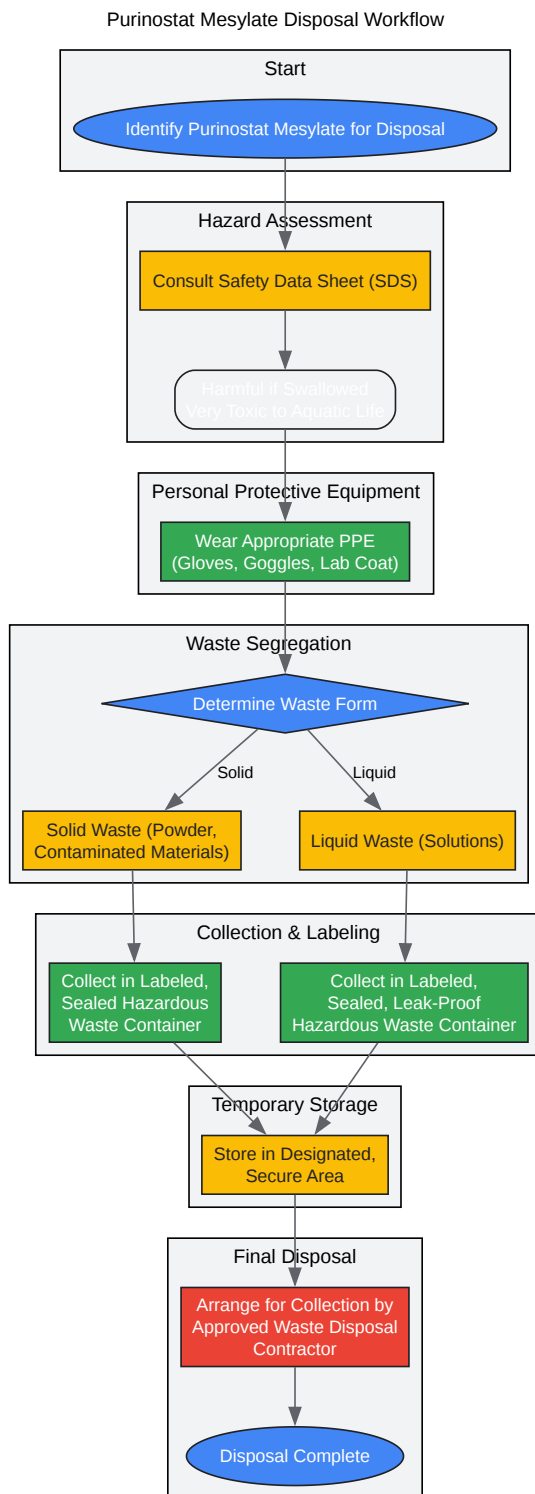 Purinostat Mesylate Disposal Workflow
Start
Identify Purinostat Mesylate for Disposal
Hazard Assessment
Consult Safety Data Sheet (SDS)
Harmful if Swallowed
Very Toxic to Aquatic Life
Personal Protective Equipment
Wear Appropriate PPE
(Gloves, Goggles, Lab Coat)
Waste Segregation
Determine Waste Form
Solid
Liquid
Solid Waste (Powder,
Contaminated Materials)
Liquid Waste (Solutions)
Collection & Labeling
Collect in Labeled,
Sealed Hazardous
Waste Container
Collect in Labeled,
Sealed, Leak-Proof
Hazardous Waste Container
Temporary Storage
Store in Designated,
Secure Area
Final Disposal
Arrange for Collection by
Approved Waste Disposal
Contractor
Disposal Complete